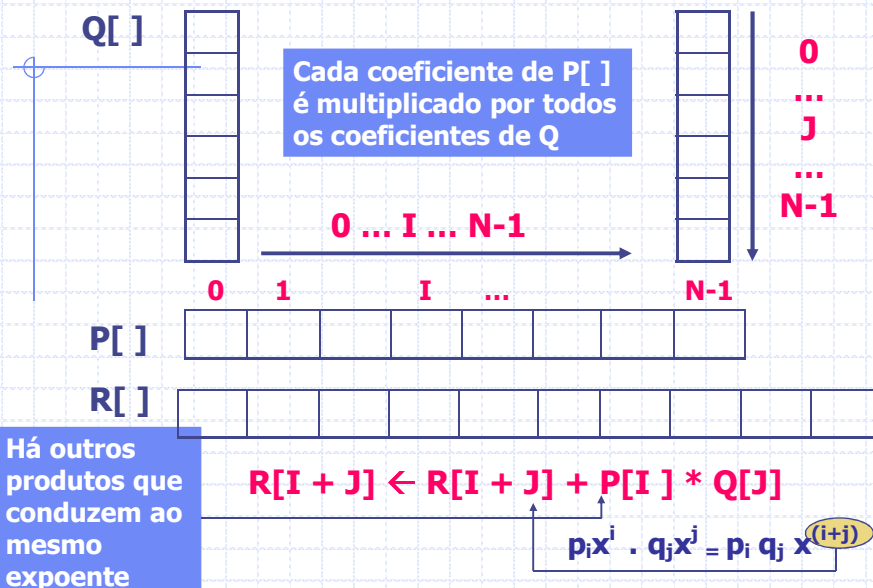 Q[ ]
Cada coeficiente de P[ ]
é multiplicado por todos
os coeficientes de Q
0
...
J
...
N-1
0 ... I ... N-1
0 1 I ... N-1
P[ ]
R[ ]
Há outros
produtos que
conduzem ao
mesmo
expoente
R[I + J] ← R[I + J] + P[I ] * Q[J]
pᵢxⁱ . qⱼxʲ = pᵢ qⱼ x⁽ⁱ⁺ʲ⁾